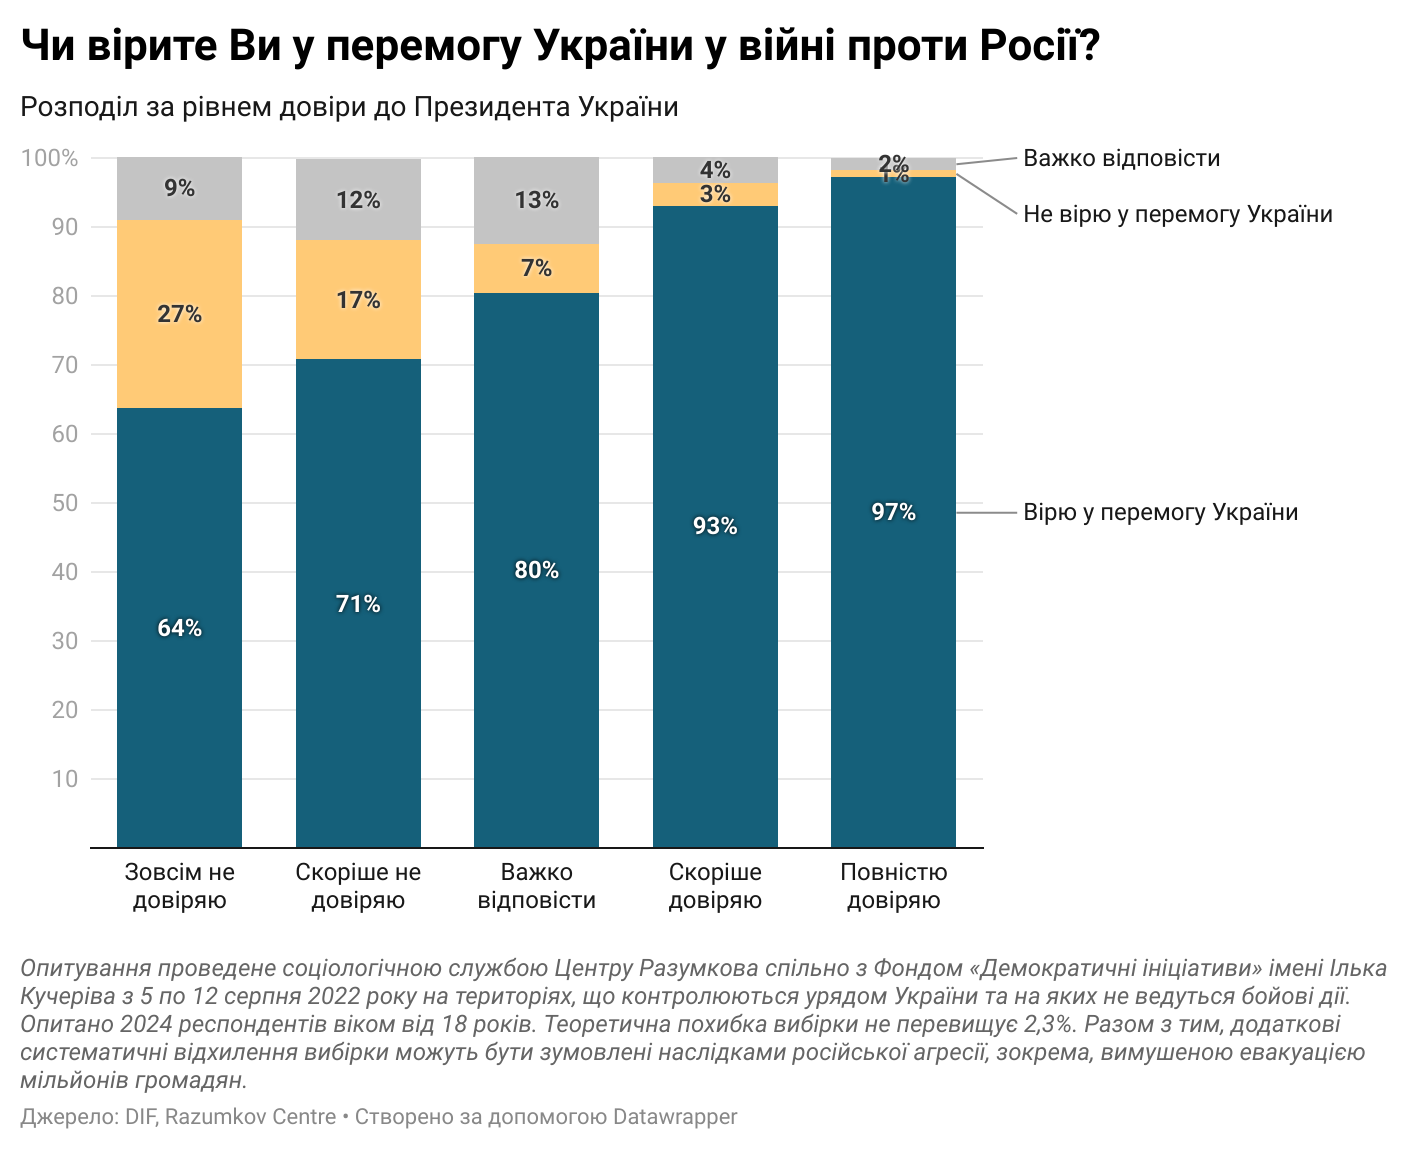 Чи вірите Ви у перемогу України у війні проти Росії?
Розподіл за рівнем довіри до Президента України
100%
90
80
70
60
50
40
30
20
10
9%
27%
64%
12%
17%
71%
13%
7%
80%
4%
3%
93%
2%
1%
97%
Важко відповісти
Не вірю у перемогу України
Вірю у перемогу України
Зовсім не
довіряю
Скоріше не
довіряю
Важко
відповісти
Скоріше
довіряю
Повністю
довіряю
Опитування проведене соціологічною службою Центру Разумкова спільно з Фондом «Демократичні ініціативи» імені Ілька
Кучеріва з 5 по 12 серпня 2022 року на територіях, що контролюються урядом України та на яких не ведуться бойові дії.
Опитано 2024 респондентів віком від 18 років. Теоретична похибка вибірки не перевищує 2,3%. Разом з тим, додаткові
систематичні відхилення вибірки можуть бути зумовлені наслідками російської агресії, зокрема, вимушеною евакуацією
мільйонів громадян.
Джерело: DIF, Razumkov Centre • Створено за допомогою Datawrapper